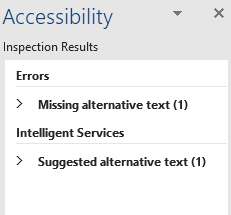 Accessibility
Inspection Results
Errors
Missing alternative text (1)
Intelligent Services
Suggested alternative text (1)